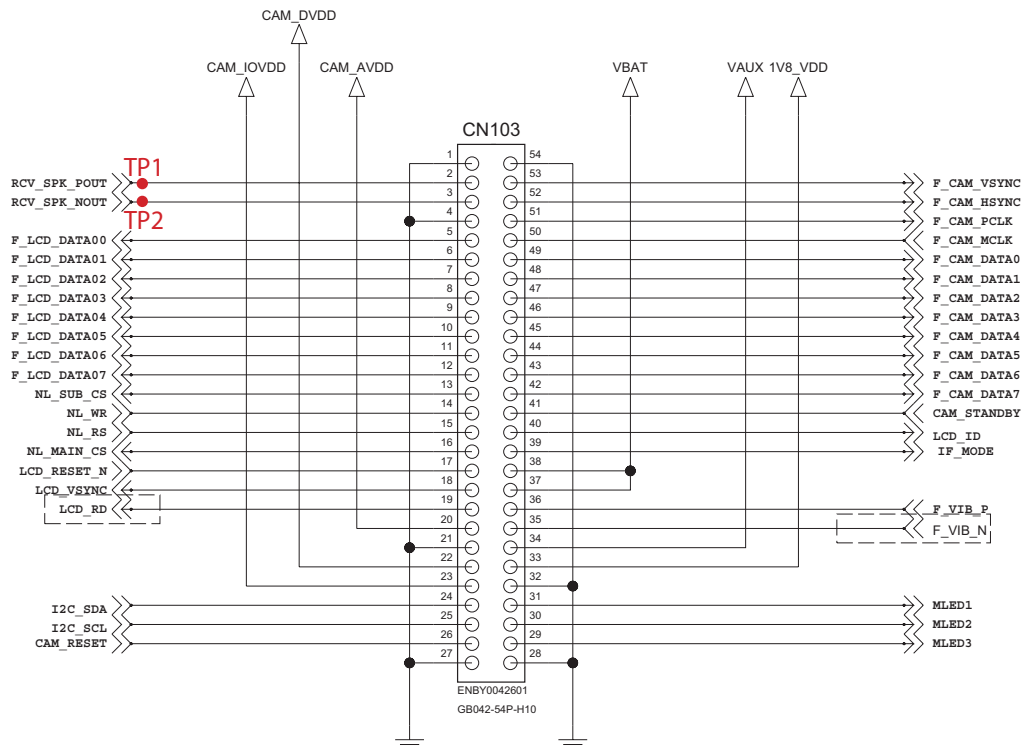 CAM_DVDD
CAM_IOVDD
CAM_AVDD
VBAT
VAUX 1V8_VDD
CN103
1 54
TP1
RCV_SPK_POUT 2 53 F_CAM_VSYNC
RCV_SPK_NOUT 3 52 F_CAM_HSYNC
TP2
4 51 F_CAM_PCLK
F_LCD_DATA00 5 50 F_CAM_MCLK
F_LCD_DATA01 6 49 F_CAM_DATA0
F_LCD_DATA02 7 48 F_CAM_DATA1
F_LCD_DATA03 8 47 F_CAM_DATA2
F_LCD_DATA04 9 46 F_CAM_DATA3
F_LCD_DATA05 10 45 F_CAM_DATA4
F_LCD_DATA06 11 44 F_CAM_DATA5
F_LCD_DATA07 12 43 F_CAM_DATA6
NL_SUB_CS 13 42 F_CAM_DATA7
NL_WR 14 41 CAM_STANDBY
NL_RS 15 40 LCD_ID
NL_MAIN_CS 16 39 IF_MODE
LCD_RESET_N 17 38
LCD_VSYNC 18 37
LCD_RD 19 36 F_VIB_P
20 35 F_VIB_N
21 34
22 33
23 32
I2C_SDA 24 31 MLED1
I2C_SCL 25 30 MLED2
CAM_RESET 26 29 MLED3
27 28
ENBY0042601
GB042-54P-H10